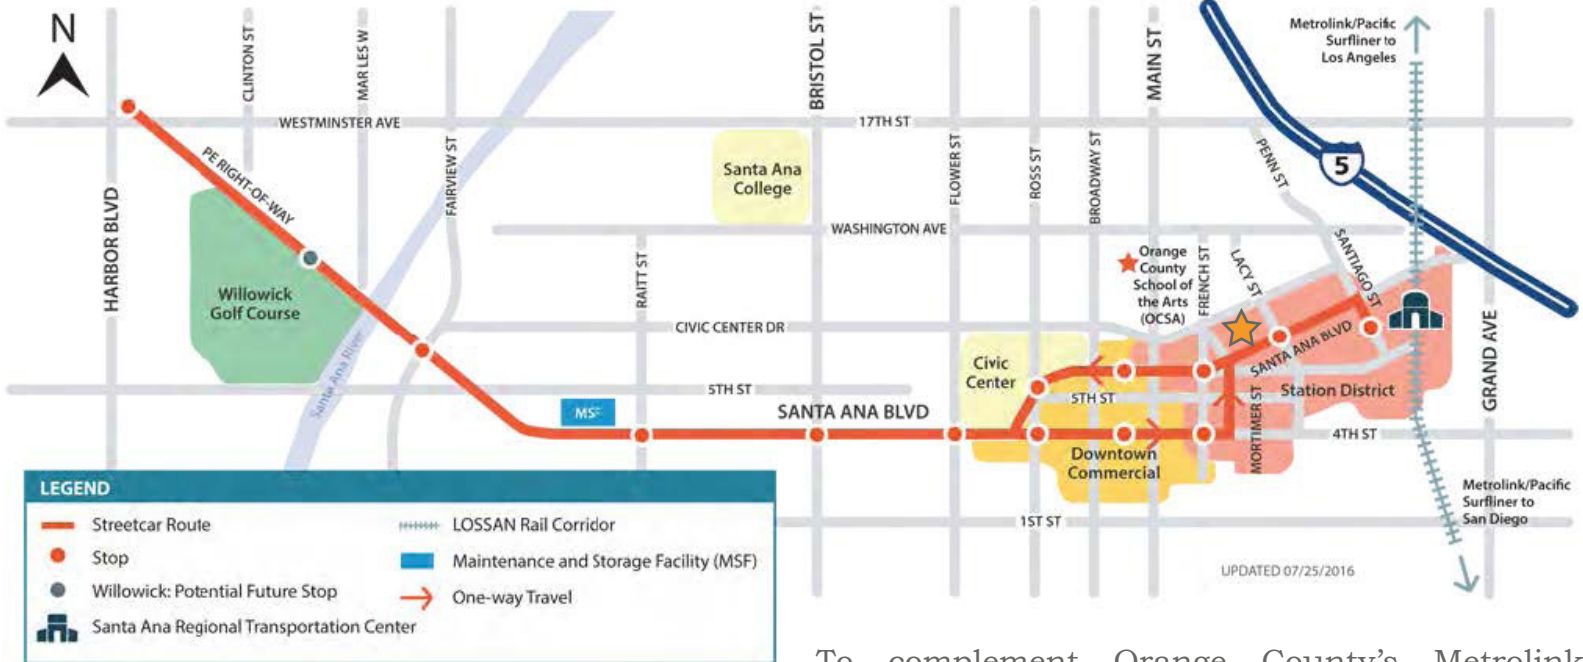 N
HARBOR BLVD
CLINTON ST
MAR LES W
FAIRVIEW ST
BRISTOL ST
MAIN ST
Metrolink/Pacific
Surfliner to
Los Angeles
WESTMINSTER AVE
17TH ST
PE RIGHT-OF-WAY
Santa Ana
College
FLOWER ST
ROSS ST
BROADWAY ST
PENN ST
5
WASHINGTON AVE
Willowick
Golf Course
RAITT ST
Orange
County
School of
the Arts
(OCSA)
FRENCH ST
LACY ST
SANTIAGO ST
GRAND AVE
CIVIC CENTER DR
Santa Ana River
Civic
Center
SANTA ANA BLVD
5TH ST
5TH ST
Station District
MSF
SANTA ANA BLVD
MORTIMER ST
4TH ST
Downtown
Commercial
1ST ST
Metrolink/Pacific
Surfliner to
San Diego
UPDATED 07/25/2016
LEGEND
Streetcar Route
Stop
Willowick: Potential Future Stop
Santa Ana Regional Transportation Center
LOSSAN Rail Corridor
Maintenance and Storage Facility (MSF)
One-way Travel
To complement Orange County's Metrolink